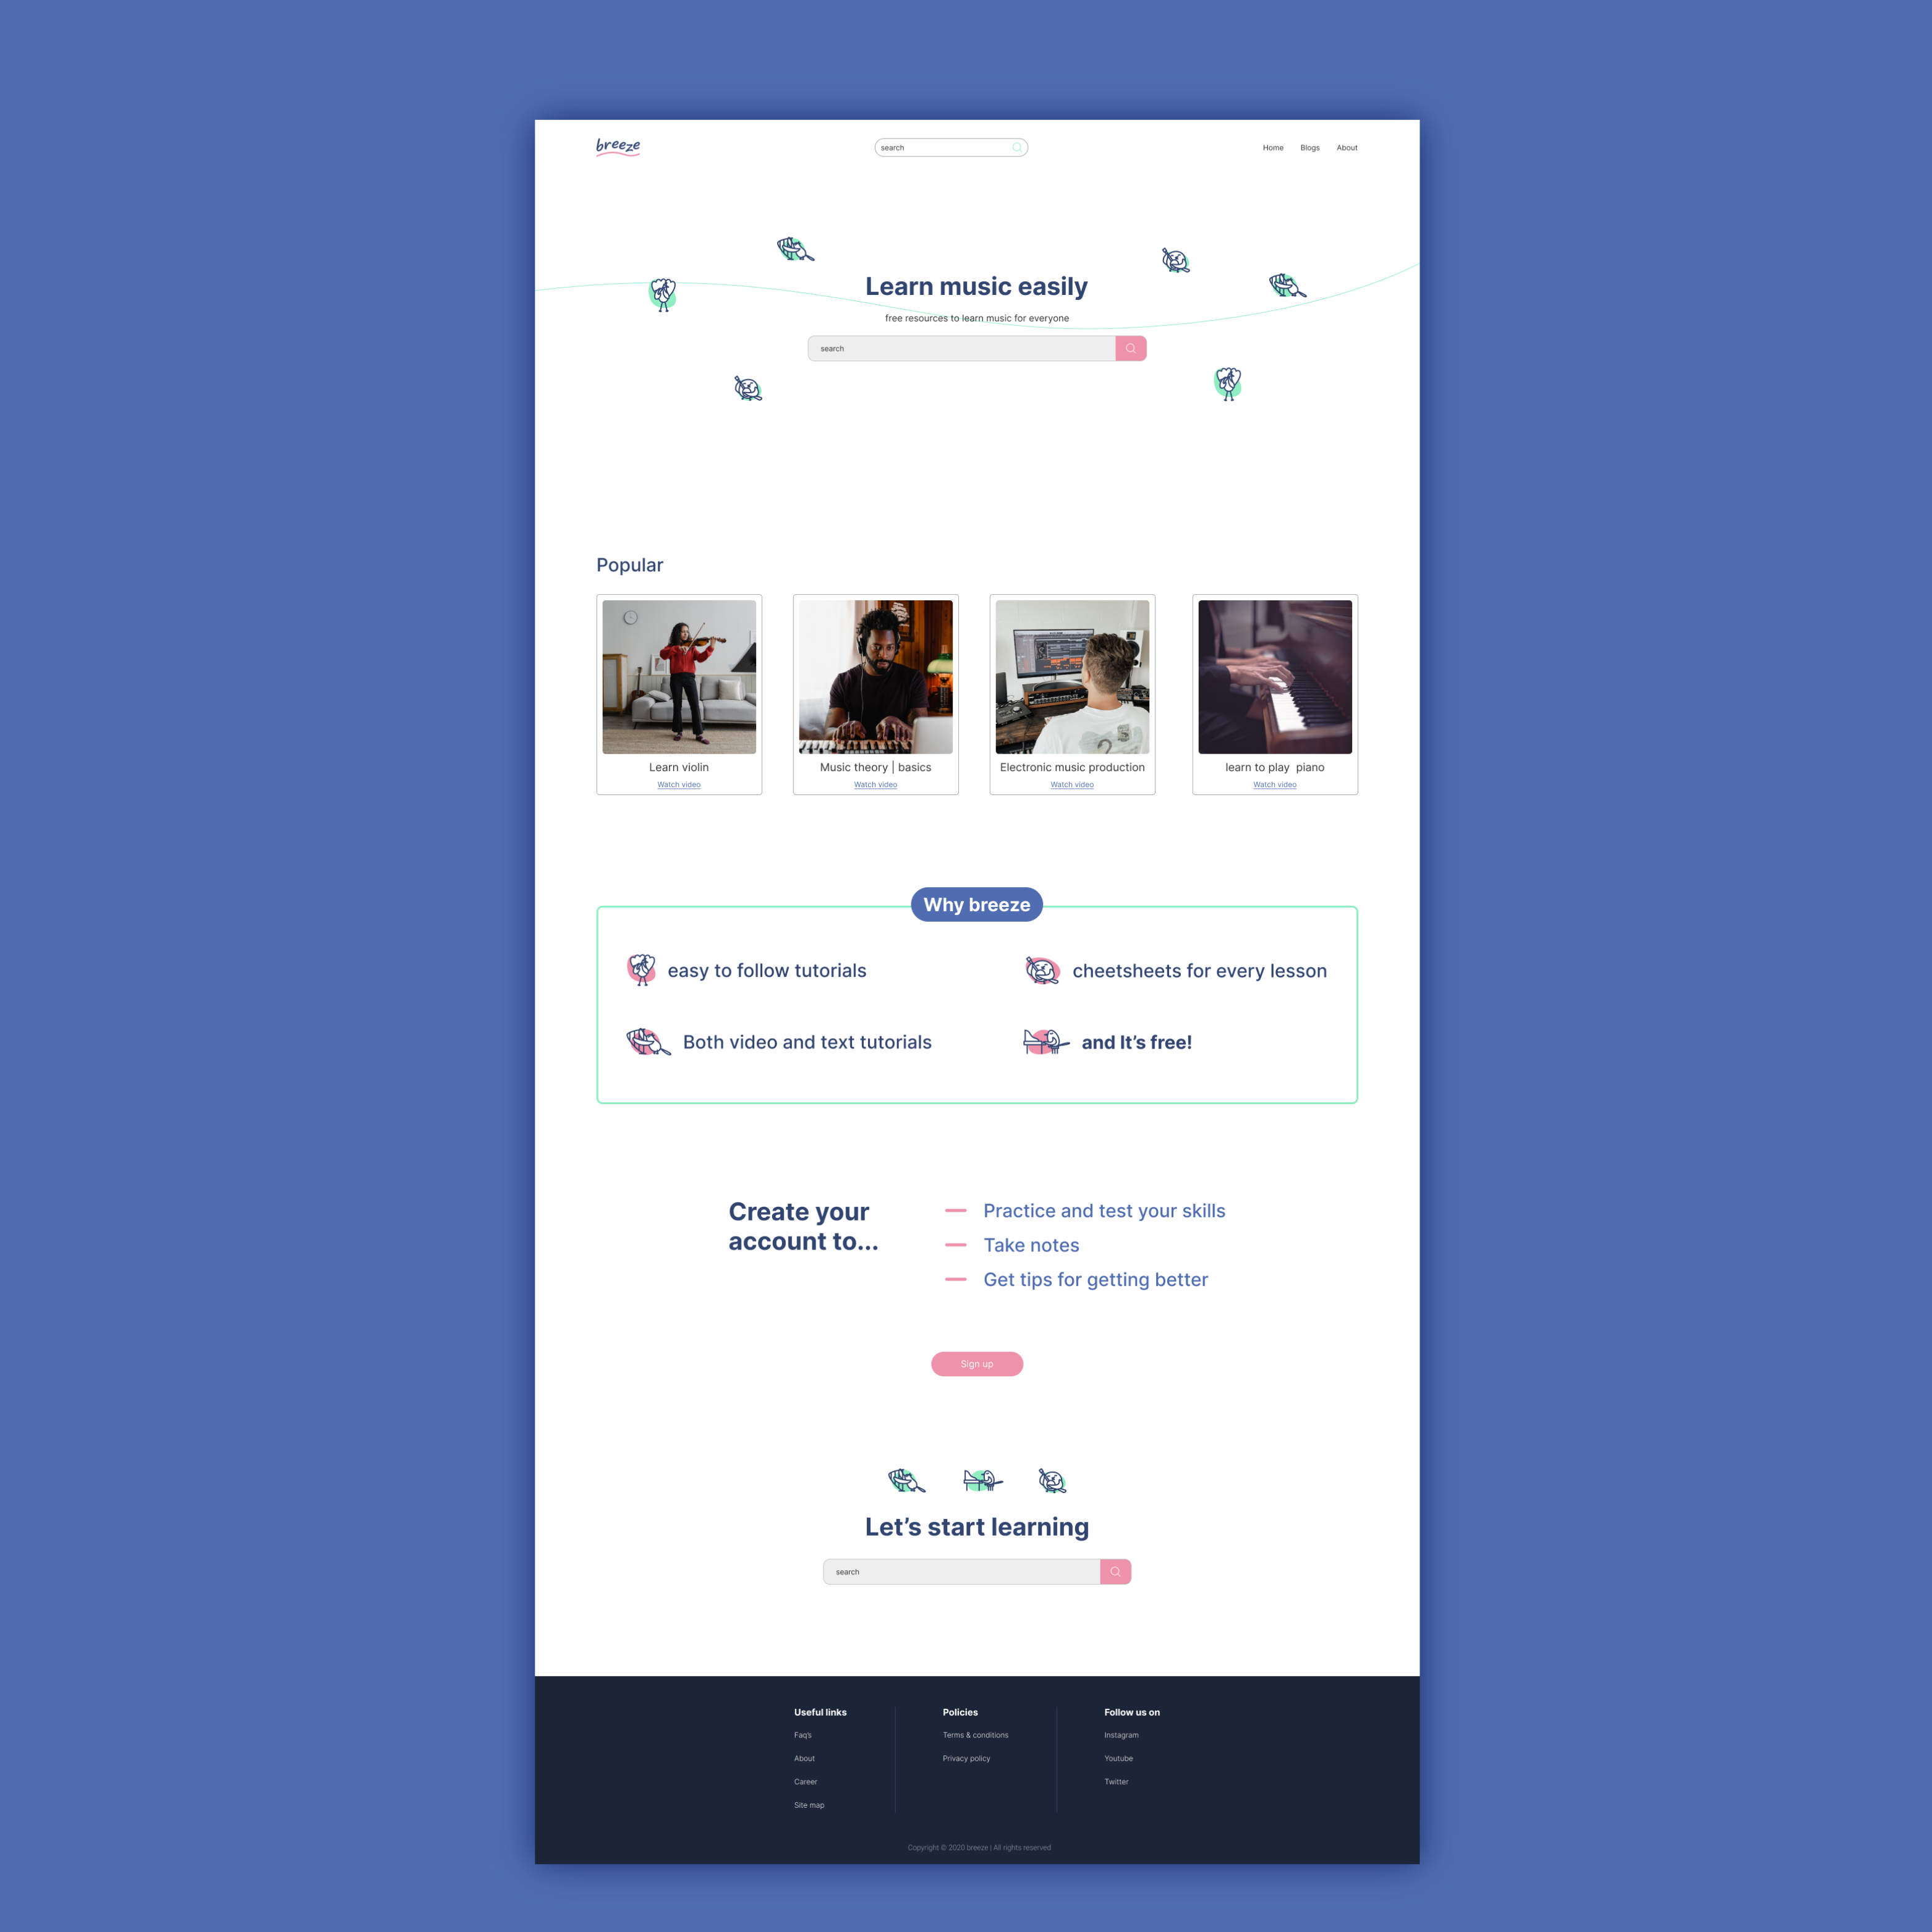 breeze
search
Home Blogs About
Learn music easily
free resources to learn music for everyone
search
Popular
Learn violin
Watch video
Music theory | basics
Watch video
Electronic music production
Watch video
learn to play  piano
Watch video
Why breeze
easy to follow tutorials
cheetsheets for every lesson
Both video and text tutorials
and It’s free!
Create your
account to...
Practice and test your skills
Take notes
Get tips for getting better
Sign up
Let’s start learning
search
Useful links
Faq's
About
Career
Site map
Policies
Terms & conditions
Privacy policy
Follow us on
Instagram
Youtube
Twitter
Copyright © 2020 breeze | All rights reserved